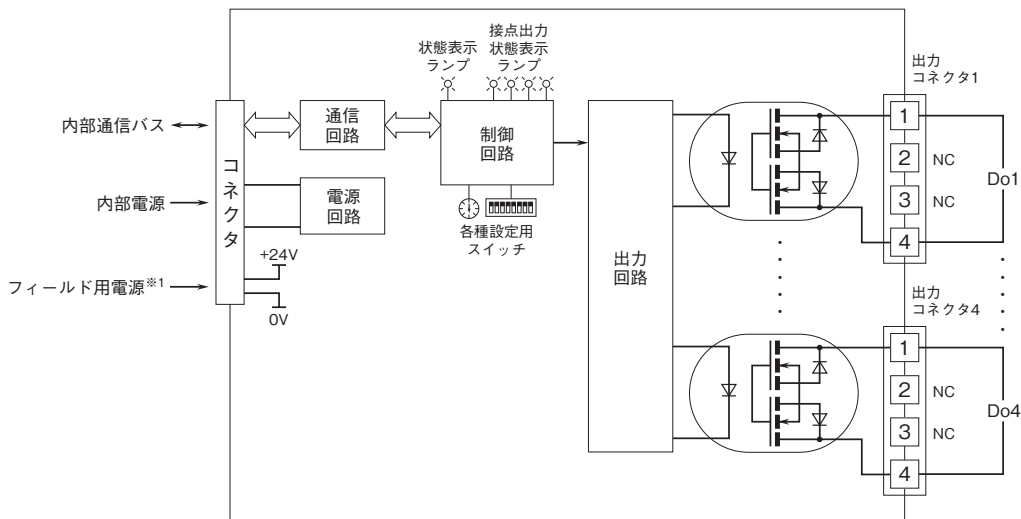 状態表示
ランプ
接点出力
状態表示
ランプ
出力
コネクタ1
内部通信バス
コネクタ
通信
回路
制御
回路
1
2
NC
3
NC
4
Do1
内部電源
電源
回路
各種設定用
スイッチ
出力
回路
フィールド用電源※1
+24V
0V
出力
コネクタ4
1
2
NC
3
NC
4
Do4